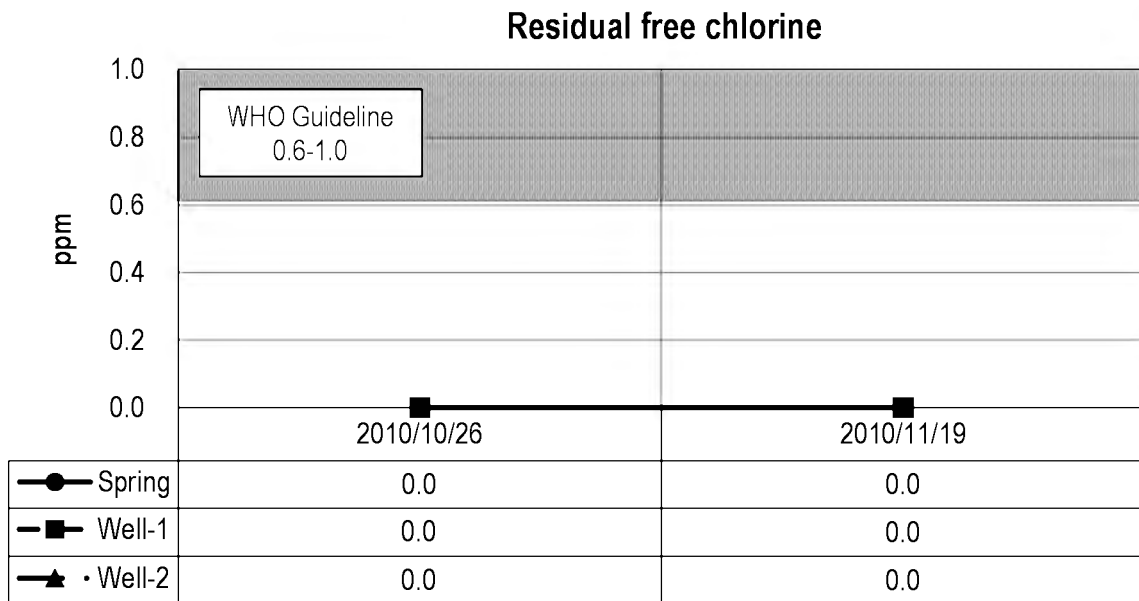 Residual free chlorine
1.0
0.8
0.6
0.4
0.2
0.0
ppm
WHO Guideline
0.6-1.0
2010/10/26 2010/11/19
Spring 0.0 0.0
Well-1 0.0 0.0
Well-2 0.0 0.0